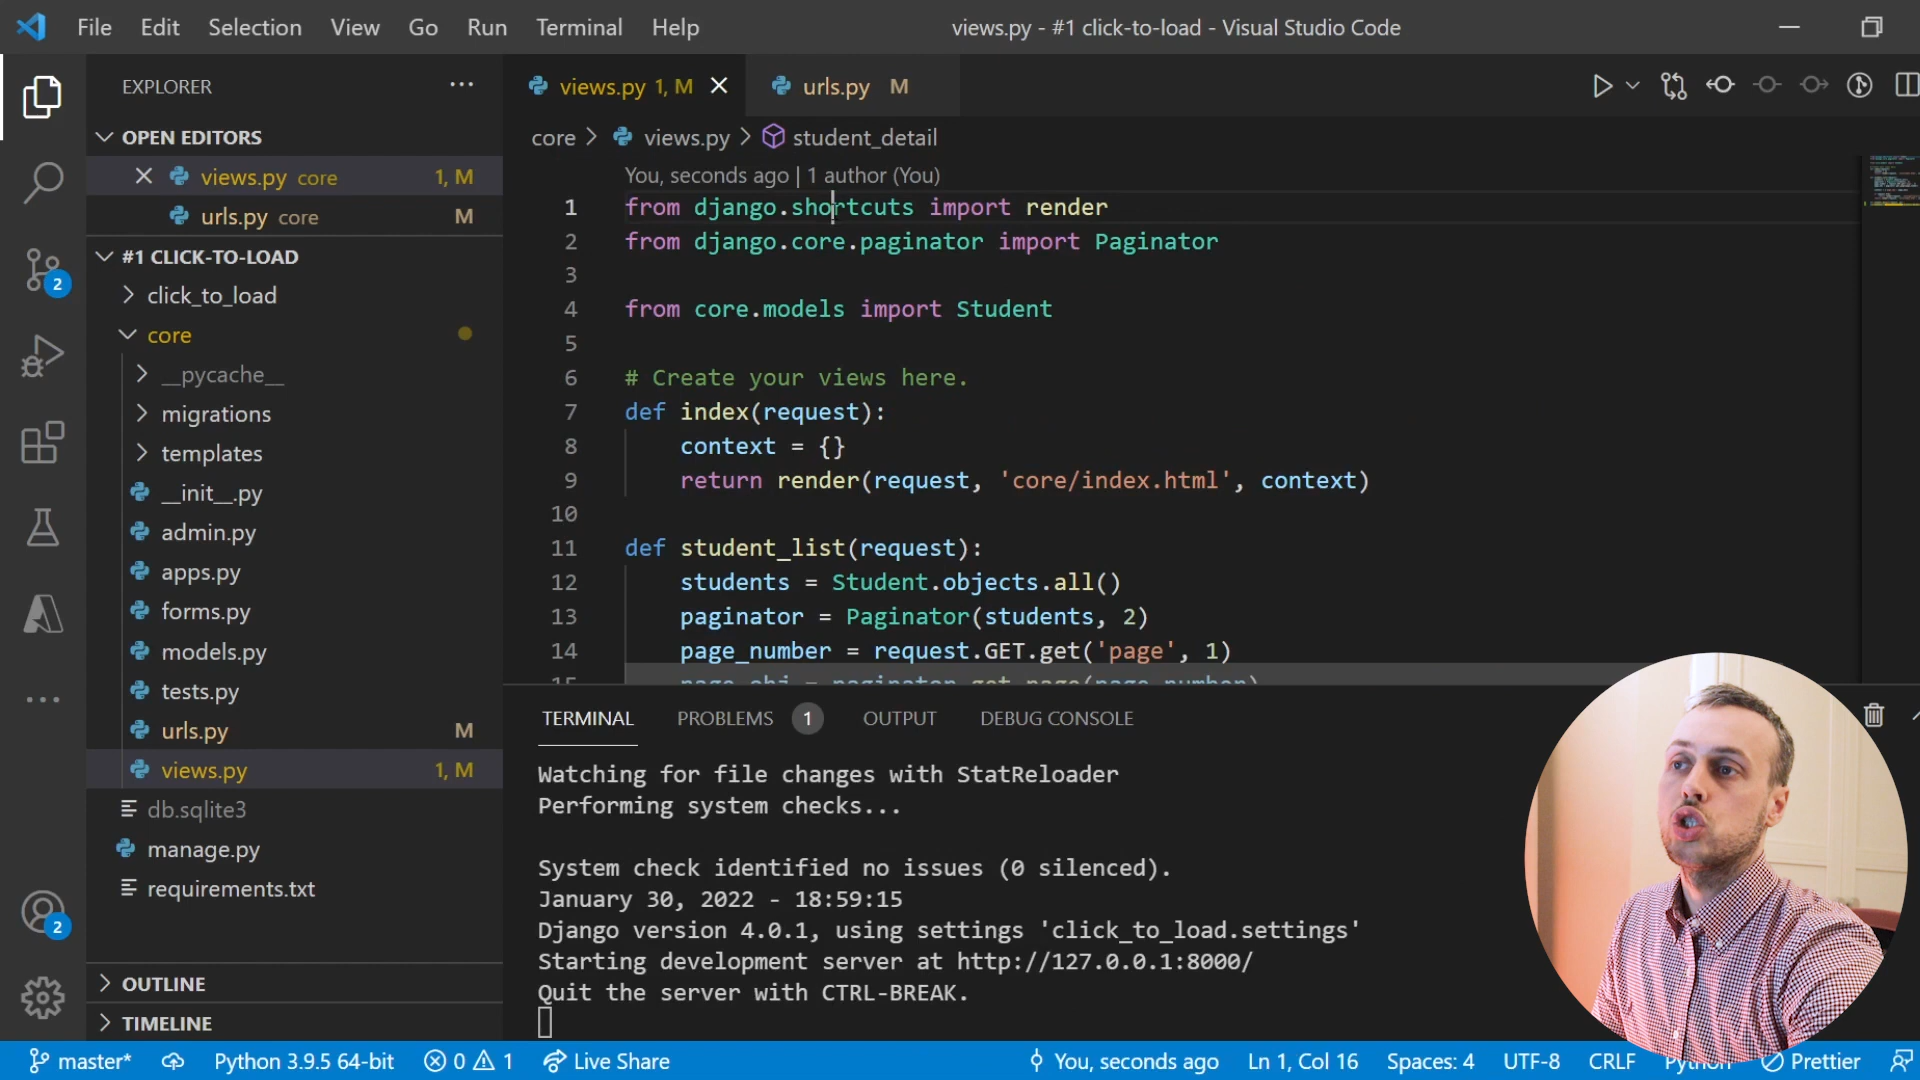 File Edit Selection View Go Run Terminal Help
views.py - #1 click-to-load - Visual Studio Code
EXPLORER
OPEN EDITORS
views.py core 1, M
urls.py core M
#1 CLICK-TO-LOAD
click_to_load
core
__pycache__
migrations
templates
__init__.py
admin.py
apps.py
forms.py
models.py
tests.py
urls.py M
views.py 1, M
db.sqlite3
manage.py
requirements.txt
OUTLINE
TIMELINE
2
2
views.py 1, M
urls.py M
core > views.py > student_detail
You, seconds ago | 1 author (You)
1 from django.shortcuts import render
2 from django.core.paginator import Paginator
3
4 from core.models import Student
5
6 # Create your views here.
7 def index(request):
8 context = {}
9 return render(request, 'core/index.html', context)
10
11 def student_list(request):
12 students = Student.objects.all()
13 paginator = Paginator(students, 2)
14 page_number = request.GET.get('page', 1)
15 page_obj = paginator.get_page(page_number)
TERMINAL PROBLEMS 1 OUTPUT DEBUG CONSOLE
Watching for file changes with StatReloader
Performing system checks...
System check identified no issues (0 silenced).
January 30, 2022 - 18:59:15
Django version 4.0.1, using settings 'click_to_load.settings'
Starting development server at http://127.0.0.1:8000/
Quit the server with CTRL-BREAK.
master* Python 3.9.5 64-bit 0 1 Live Share You, seconds ago Ln 1, Col 16 Spaces: 4 UTF-8 CRLF Python Prettier